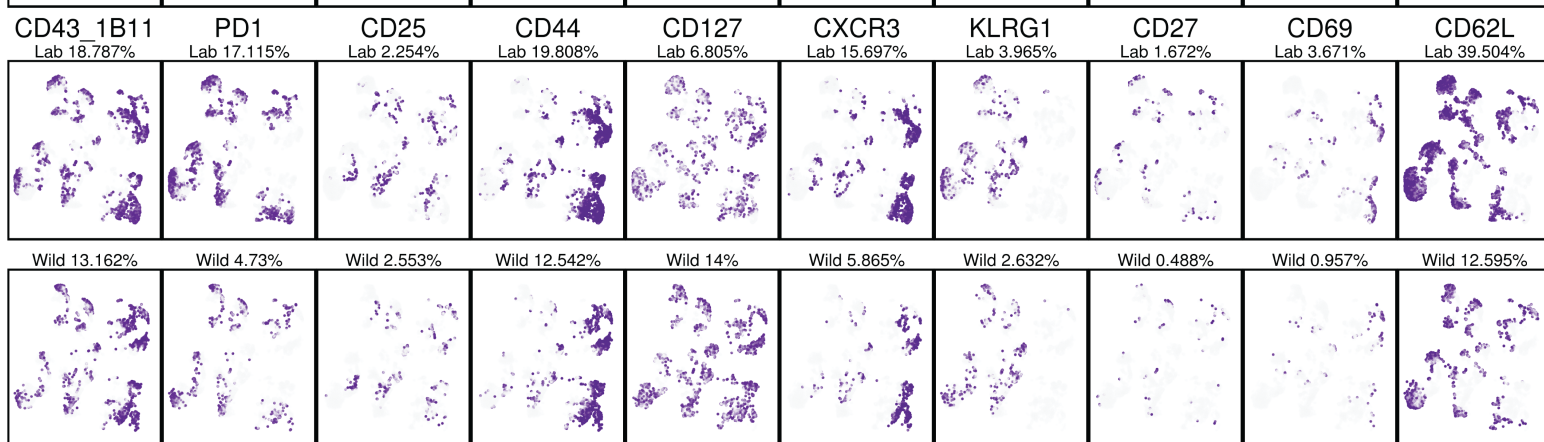 CD43_1B11 PD1 CD25 CD44 CD127 CXCR3 KLRG1 CD27 CD69 CD62L
Lab 18.787% Lab 17.115% Lab 2.254% Lab 19.808% Lab 6.805% Lab 15.697% Lab 3.965% Lab 1.672% Lab 3.671% Lab 39.504%
Wild 13.162% Wild 4.73% Wild 2.553% Wild 12.542% Wild 14% Wild 5.865% Wild 2.632% Wild 0.488% Wild 0.957% Wild 12.595%